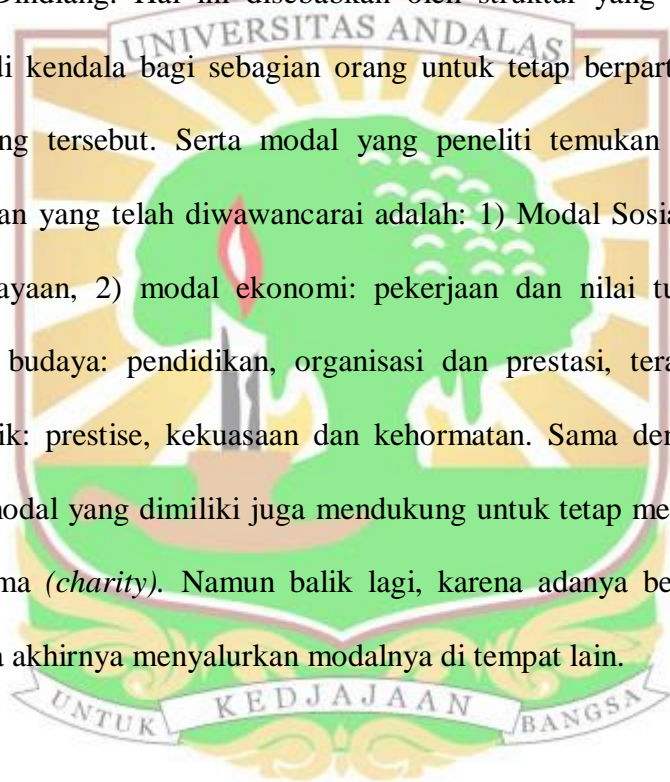 Dindiang. Hal ini disebabkan oleh struktur yang
UNIVERSITAS ANDALAS
di kendala bagi sebagian orang untuk tetap berpart
ng tersebut. Serta modal yang peneliti temukan
an yang telah diwawancarai adalah: 1) Modal Sosia
ayaan, 2) modal ekonomi: pekerjaan dan nilai tu
budaya: pendidikan, organisasi dan prestasi, tera
ik: prestise, kekuasaan dan kehormatan. Sama der
modal yang dimiliki juga mendukung untuk tetap me
ma (charity). Namun balik lagi, karena adanya be
a akhirnya menyalurkan modalnya di tempat lain.
UNTUK KEDJAJAAN BANGSA